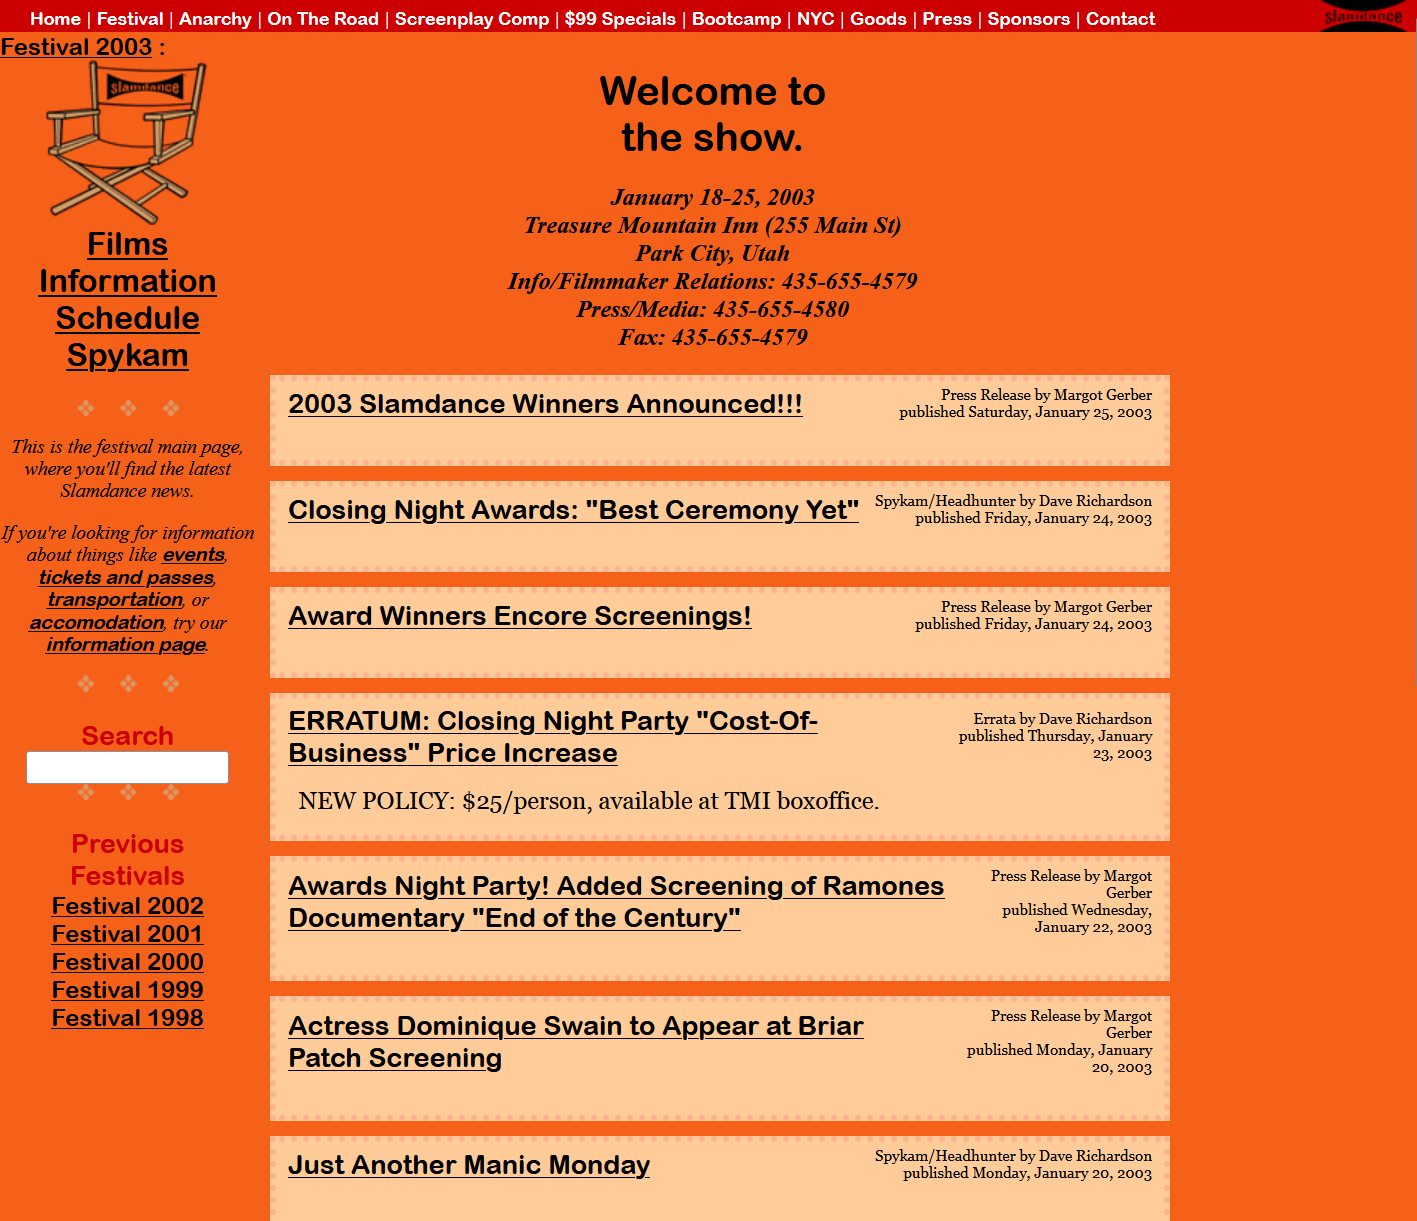 Home | Festival | Anarchy | On The Road | Screenplay Comp | $99 Specials | Bootcamp | NYC | Goods | Press | Sponsors | Contact
slamdance
Festival 2003 :
slamdance
Films
Information
Schedule
Spykam
This is the festival main page,
where you'll find the latest
Slamdance news.
If you're looking for information
about things like events,
tickets and passes,
transportation, or
accomodation, try our
information page.
Search
Previous
Festivals
Festival 2002
Festival 2001
Festival 2000
Festival 1999
Festival 1998
Welcome to
the show.
January 18-25, 2003
Treasure Mountain Inn (255 Main St)
Park City, Utah
Info/Filmmaker Relations: 435-655-4579
Press/Media: 435-655-4580
Fax: 435-655-4579
2003 Slamdance Winners Announced!!!
Press Release by Margot Gerber
published Saturday, January 25, 2003
Closing Night Awards: "Best Ceremony Yet"
Spykam/Headhunter by Dave Richardson
published Friday, January 24, 2003
Award Winners Encore Screenings!
Press Release by Margot Gerber
published Friday, January 24, 2003
ERRATUM: Closing Night Party "Cost-Of-
Business" Price Increase
Errata by Dave Richardson
published Thursday, January
23, 2003
NEW POLICY: $25/person, available at TMI boxoffice.
Awards Night Party! Added Screening of Ramones
Documentary "End of the Century"
Press Release by Margot
Gerber
published Wednesday,
January 22, 2003
Actress Dominique Swain to Appear at Briar
Patch Screening
Press Release by Margot
Gerber
published Monday, January
20, 2003
Just Another Manic Monday
Spykam/Headhunter by Dave Richardson
published Monday, January 20, 2003